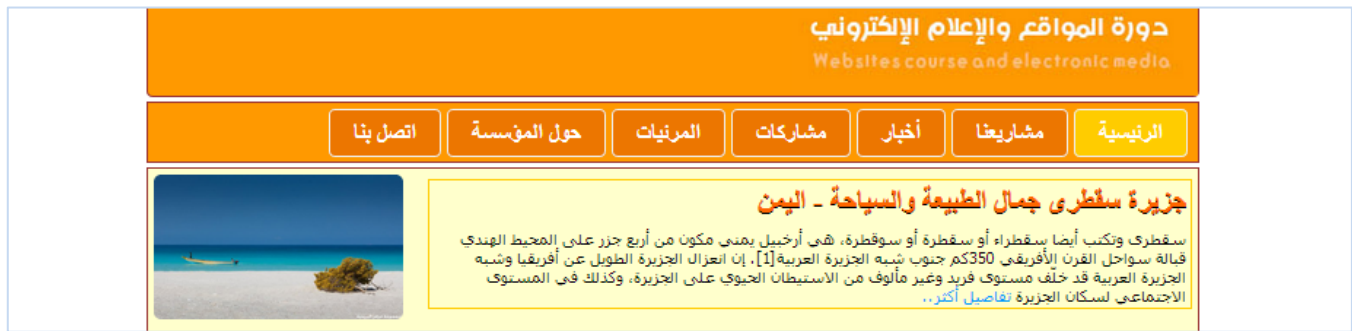 دورة المواقع والإعلام الإلكتروني
Websites course and electronic media
الرئيسية مشاريعنا أخبار مشاركات المرئيات حول المؤسسة اتصل بنا
جزيرة سقطرى جمال الطبيعة والسياحة - اليمن
سقطرى وتكتب أيضا سقطراء أو سقطرة أو سوقطرة، هي أرخبيل يمني مكون من أربع جزر على المحيط الهندي
قبالة سواحل القرن الأفريقي 350كم جنوب شبه الجزيرة العربية[1]. إن انعزال الجزيرة الطويل عن أفريقيا وشبه
الجزيرة العربية قد خلّف مستوى فريد وغير مألوف من الاستيطان الحيوي على الجزيرة، وكذلك في المستوى
الاجتماعي لسكان الجزيرة تفاصيل أكثر..